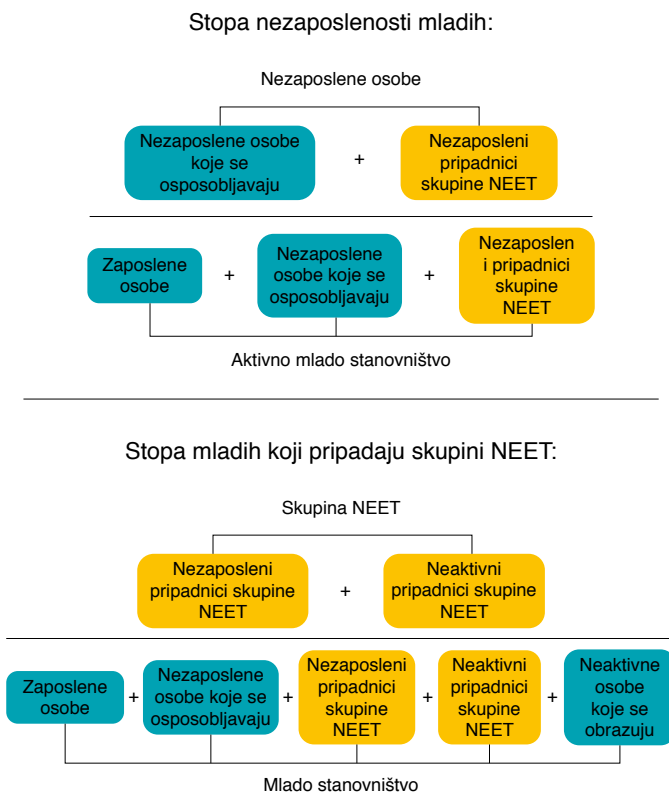 Stopa nezaposlenosti mladih:
Nezaposlene osobe
Nezaposlene osobe
koje se
osposobljavaju
+
Nezaposleni
pripadnici
skupine NEET
Zaposlene
osobe
+
Nezaposlene
osobe koje se
osposobljavaju
+
Nezaposlen
i pripadnici
skupine
NEET
Aktivno mlado stanovništvo
Stopa mladih koji pripadaju skupini NEET:
Skupina NEET
Nezaposleni
pripadnici skupine
NEET
+
Neaktivni
pripadnici skupine
NEET
Zaposlene
osobe
+
Nezaposlene
osobe koje se
osposobljavaju
+
Nezaposleni
pripadnici
skupine
NEET
+
Neaktivni
pripadnici
skupine
NEET
+
Neaktivne
osobe
koje se
obrazuju
Mlado stanovništvo